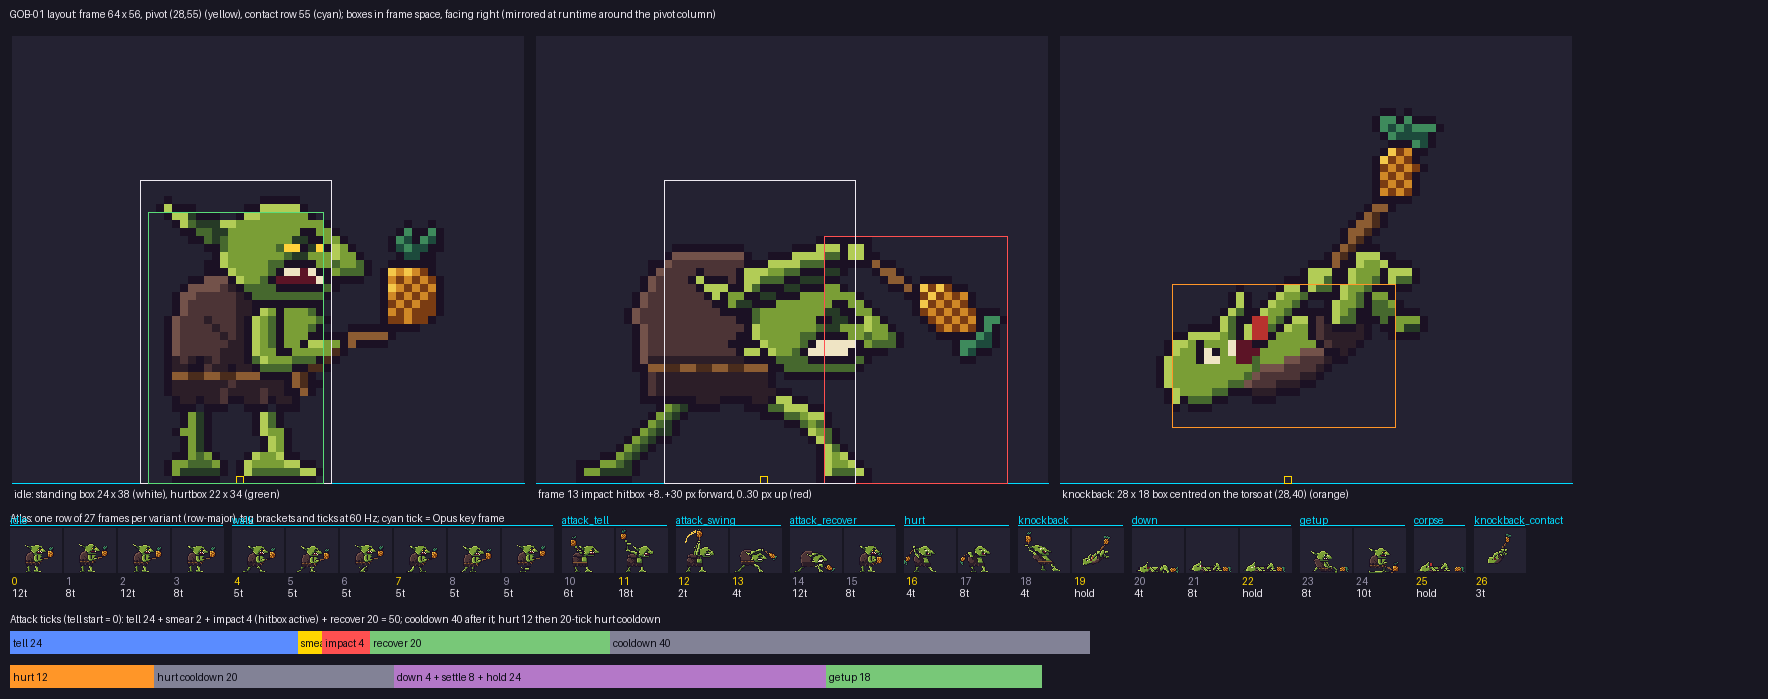 GOB-01 layout: frame 64 x 56, pivot (28,55) (yellow), contact row 55 (cyan); boxes in frame space, facing right (mirrored at runtime around the pivot column)
idle: standing box 24 x 38 (white), hurtbox 22 x 34 (green)
frame 13 impact: hitbox +8..+30 px forward, 0..30 px up (red)
knockback: 28 x 18 box centred on the torso at (28,40) (orange)
Atlas: one row of 27 frames per variant (row-major), tag brackets and ticks at 60 Hz; cyan tick = Opus key frame
attack_tell attack_swing attack_recover hurt knockback down getup corpse knockback_contact
0 1 2 3 4 5 6 7 8 9 10 11 12 13 14 15 16 17 18 19 20 21 22 23 24 25 26
12t 8t 12t 8t 5t 5t 5t 5t 5t 5t 6t 18t 2t 4t 12t 8t 4t 8t 4t hold 4t 8t hold 8t 10t hold 3t
Attack ticks (tell start = 0): tell 24 + smear 2 + impact 4 (hitbox active) + recover 20 = 50; cooldown 40 after it; hurt 12 then 20-tick hurt cooldown
tell 24 smea impact 4 recover 20 cooldown 40
hurt 12 hurt cooldown 20 down 4 + settle 8 + hold 24 getup 18